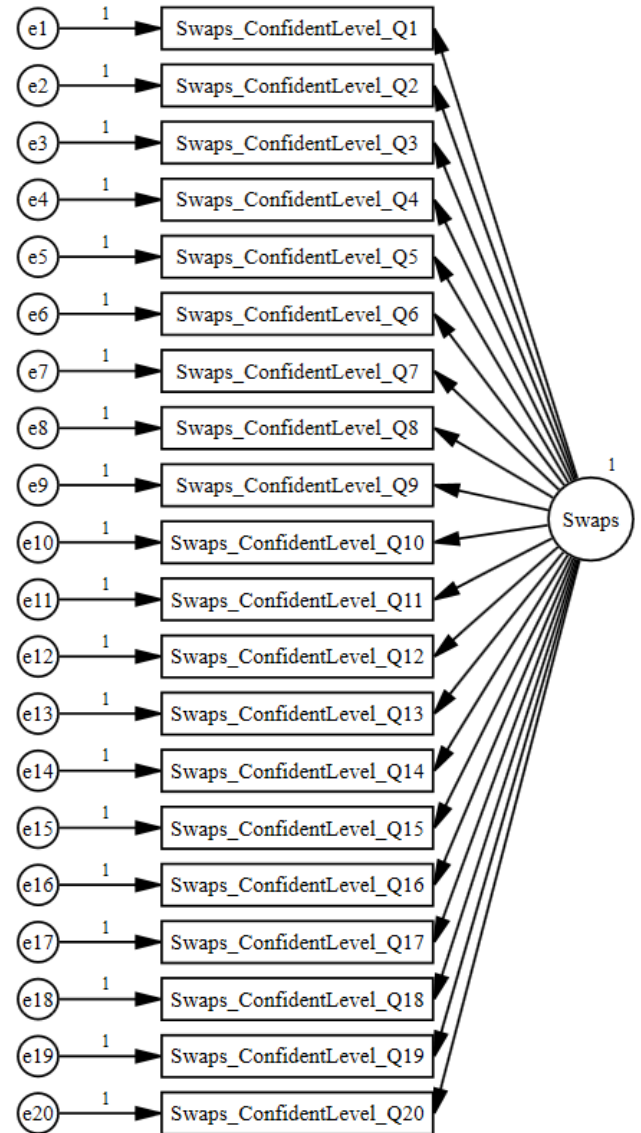 e1 1 Swaps_ConfidentLevel_Q1
e2 1 Swaps_ConfidentLevel_Q2
e3 1 Swaps_ConfidentLevel_Q3
e4 1 Swaps_ConfidentLevel_Q4
e5 1 Swaps_ConfidentLevel_Q5
e6 1 Swaps_ConfidentLevel_Q6
e7 1 Swaps_ConfidentLevel_Q7
e8 1 Swaps_ConfidentLevel_Q8
e9 1 Swaps_ConfidentLevel_Q9
e10 1 Swaps_ConfidentLevel_Q10
e11 1 Swaps_ConfidentLevel_Q11
e12 1 Swaps_ConfidentLevel_Q12
e13 1 Swaps_ConfidentLevel_Q13
e14 1 Swaps_ConfidentLevel_Q14
e15 1 Swaps_ConfidentLevel_Q15
e16 1 Swaps_ConfidentLevel_Q16
e17 1 Swaps_ConfidentLevel_Q17
e18 1 Swaps_ConfidentLevel_Q18
e19 1 Swaps_ConfidentLevel_Q19
e20 1 Swaps_ConfidentLevel_Q20
1
Swaps